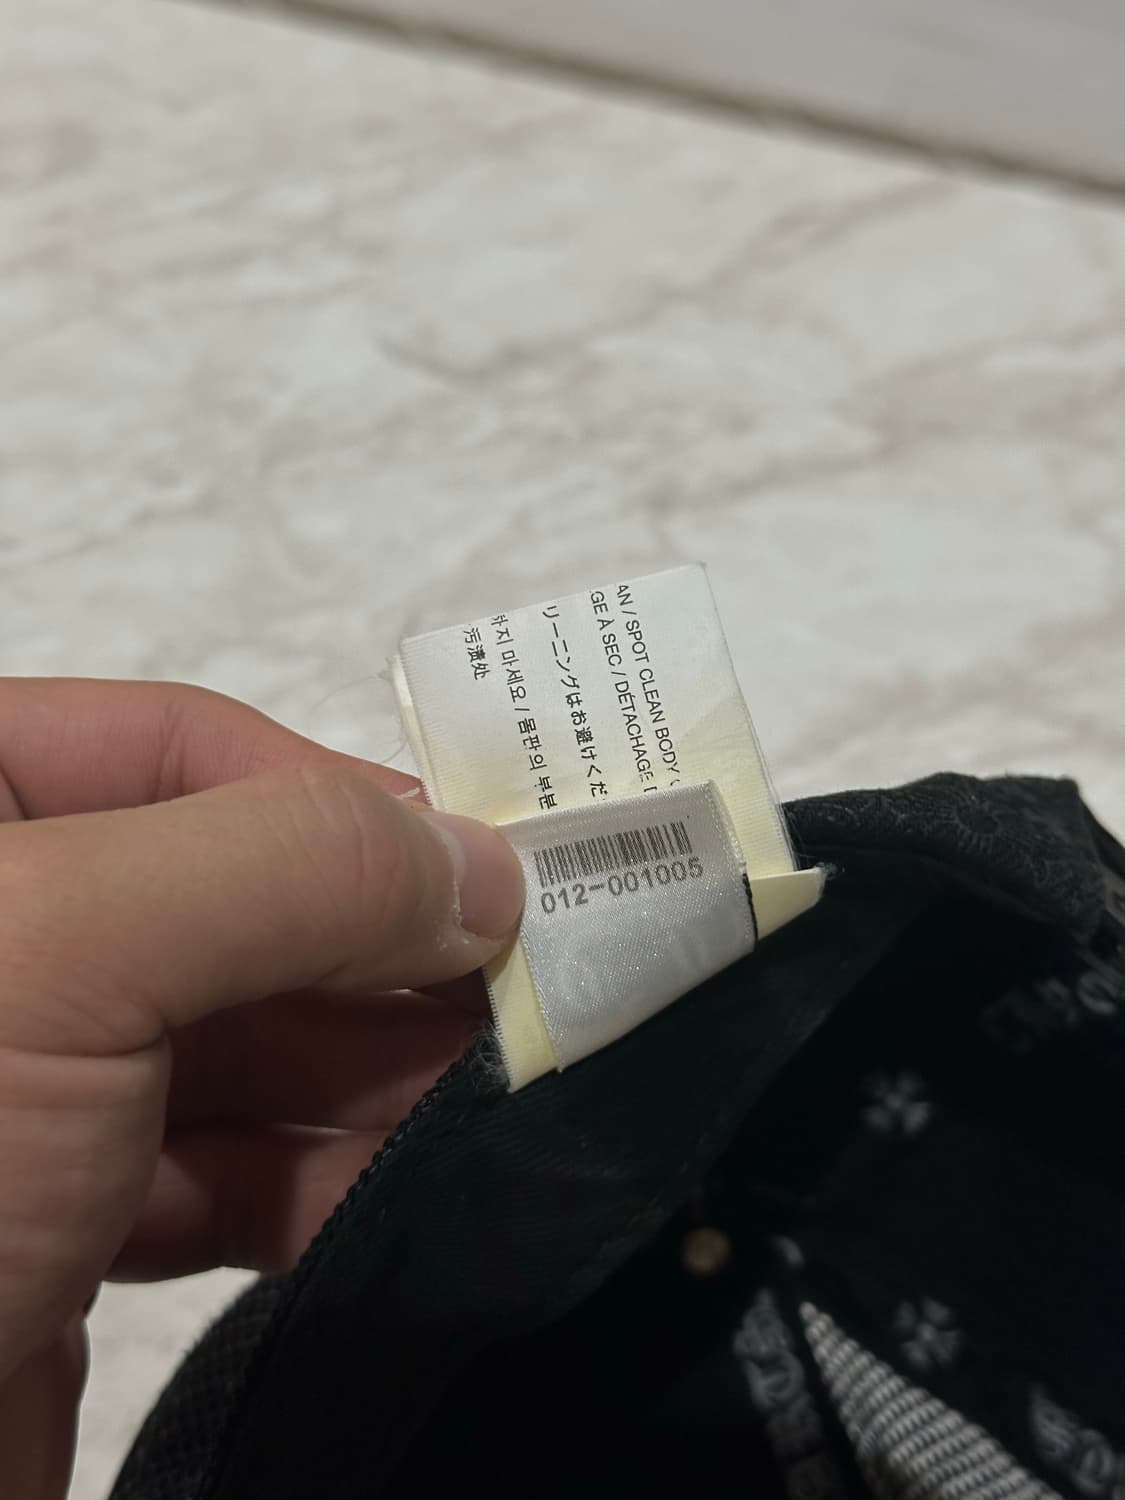 AN / SPOT CLEAN BODY
GE À SEC / DÉTACHAGE
リーニングはお避けくだ
하지 마세요 / 몸판의 부분
污渍处
012-001005